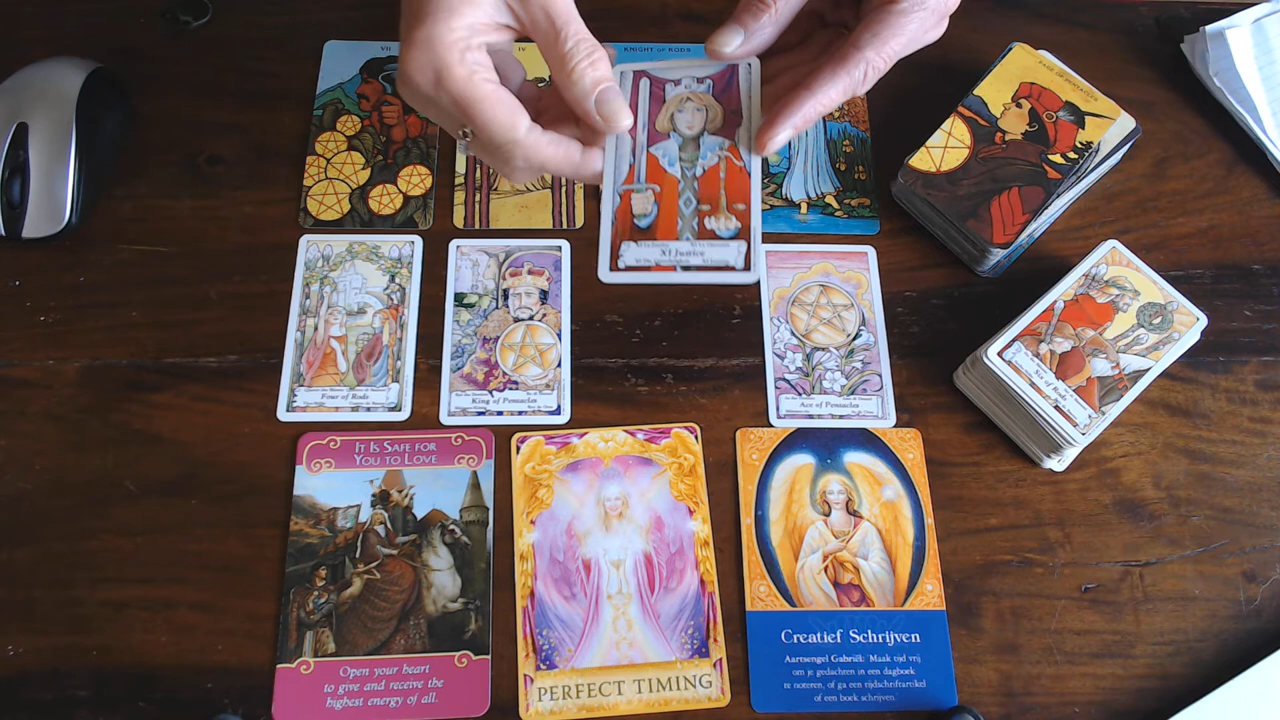 VII
IV
KNIGHT OF RODS
PAGE OF PENTACLES
XI Justice
Four of Rods
King of Pentacles
Ace of Pentacles
Six of Rods
IT IS SAFE FOR
YOU TO LOVE
Open your heart
to give and receive the
highest energy of all.
PERFECT TIMING
Creatief Schrijven
Aartsengel Gabriël: 'Maak tijd vrij
om je gedachten in een dagboek
te noteren, of ga een tijdschriftartikel
of een boek schrijven.'